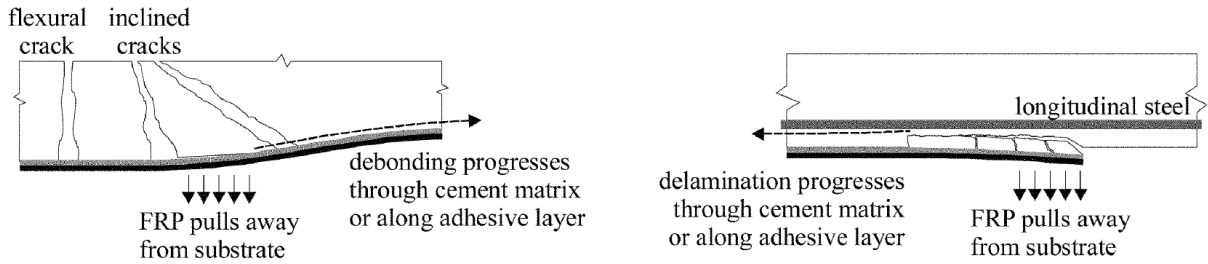 flexural
crack
inclined
cracks
debonding progresses
through cement matrix
or along adhesive layer
FRP pulls away
from substrate
longitudinal steel
delamination progresses
through cement matrix
or along adhesive layer
FRP pulls away
from substrate